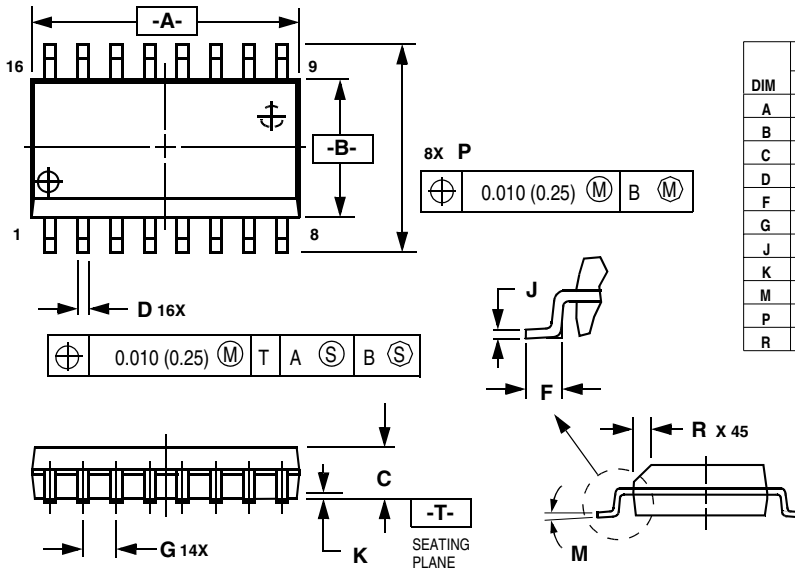 -A-
16
9
-B-
8X P
0.010 (0.25) Ⓜ B Ⓜ
1
8
D 16X
0.010 (0.25) Ⓜ T A Ⓢ B Ⓢ
J
F
R X 45
M
C
K
G 14X
-T-
SEATING
PLANE
DIM
A
B
C
D
F
G
J
K
M
P
R